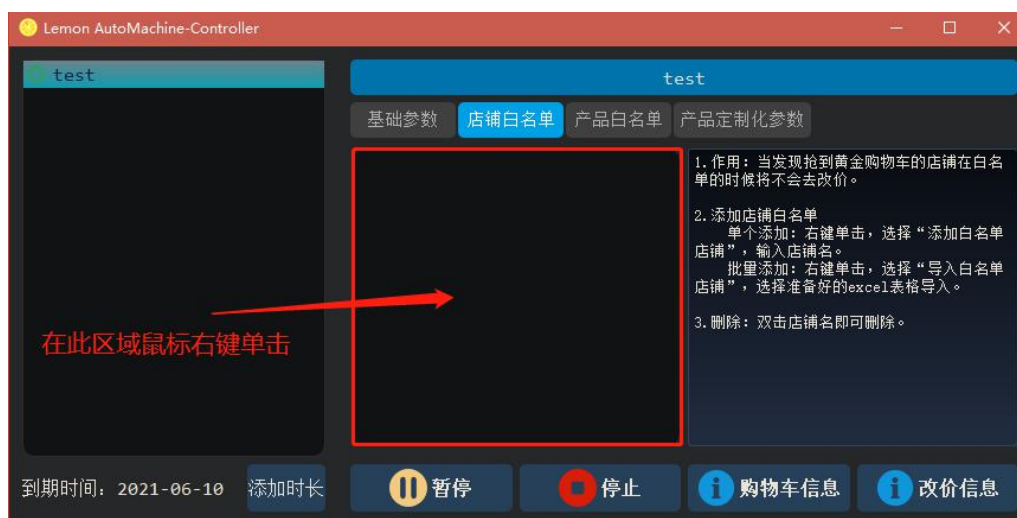 Lemon AutoMachine-Controller
test
test
基础参数 店铺白名单 产品白名单 产品定制化参数
1.作用：当发现抢到黄金购物车的店铺在白名
单的时候将不会去改价。
2.添加店铺白名单
单个添加：右键单击，选择“添加白名单
店铺”，输入店铺名。
批量添加：右键单击，选择“导入白名单
店铺”，选择准备好的excel表格导入。
3.删除：双击店铺名即可删除。
在此区域鼠标右键单击
到期时间：2021-06-10 添加时长 暂停 停止 购物车信息 改价信息